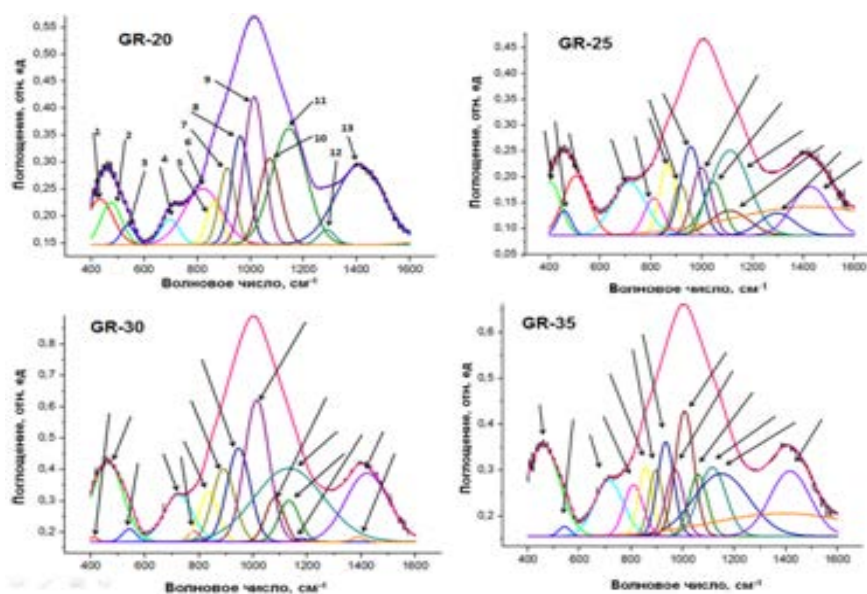 GR-20
Поглощение, отн. ед
0,55
0,50
0,45
0,40
0,35
0,30
0,25
0,20
0,15
1
2
3
4
5
6
7
8
9
10
11
12
13
400 600 800 1000 1200 1400 1600
Волновое число, см⁻¹
GR-25
Поглощение, отн. ед
0,45
0,40
0,35
0,30
0,25
0,20
0,15
0,10
0,05
400 600 800 1000 1200 1400 1600
Волновое число, см⁻¹
GR-30
Поглощение, отн. ед
0,8
0,7
0,6
0,5
0,4
0,3
0,2
400 600 800 1000 1200 1400 1600
Волновое число, см⁻¹
GR-35
Поглощение, отн. ед
0,6
0,5
0,4
0,3
0,2
400 600 800 1000 1200 1400 1600
Волновое число, см⁻¹